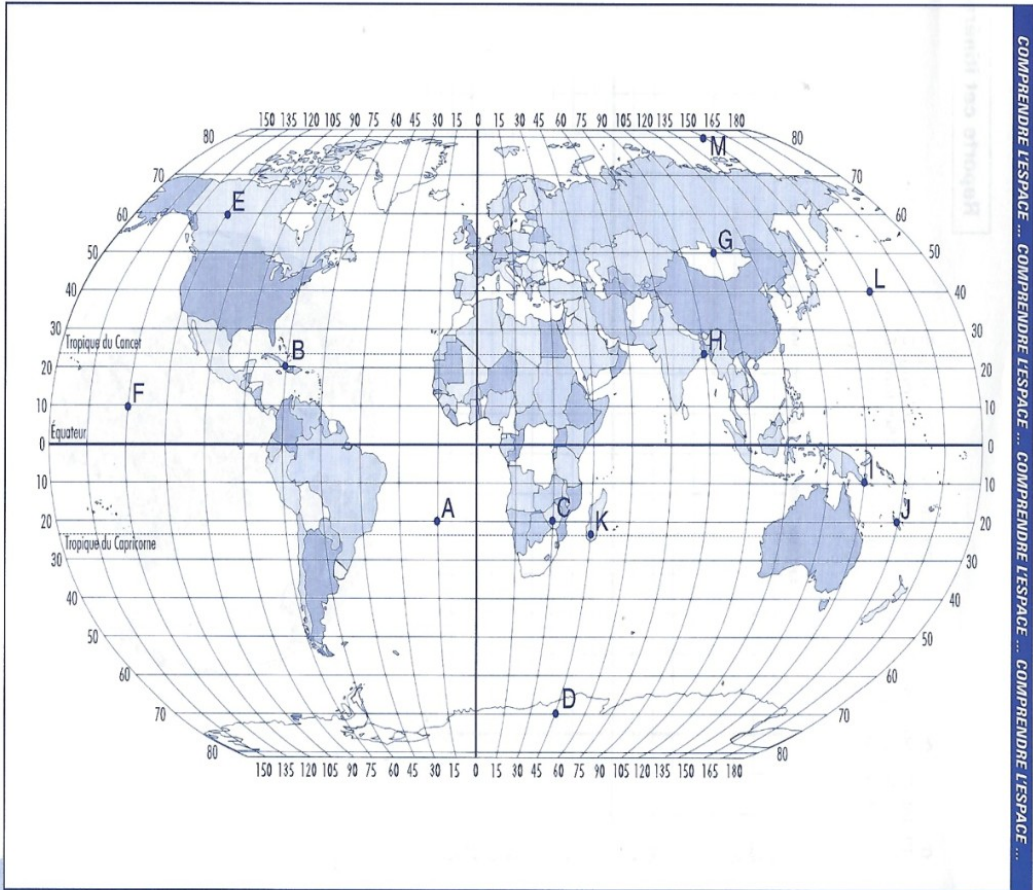 150 135 120 105 90 75 60 45 30 15 0 15 30 45 60 75 90 105 120 135 150 165 180
80 M 80
70 70
60 E 60
50 G 50
40 L 40
30 30
Tropique du Cancer
B H
20 20
F
10 10
Équateur
0 0
10 I 10
20 A C K J 20
Tropique du Capricorne
30 30
40 40
50 50
60 60
D
70 70
80 80
150 135 120 105 90 75 60 45 30 15 0 15 30 45 60 75 90 105 120 135 150 165 180
COMPRENDRE L'ESPACE ... COMPRENDRE L'ESPACE ... COMPRENDRE L'ESPACE ... COMPRENDRE L'ESPACE ...